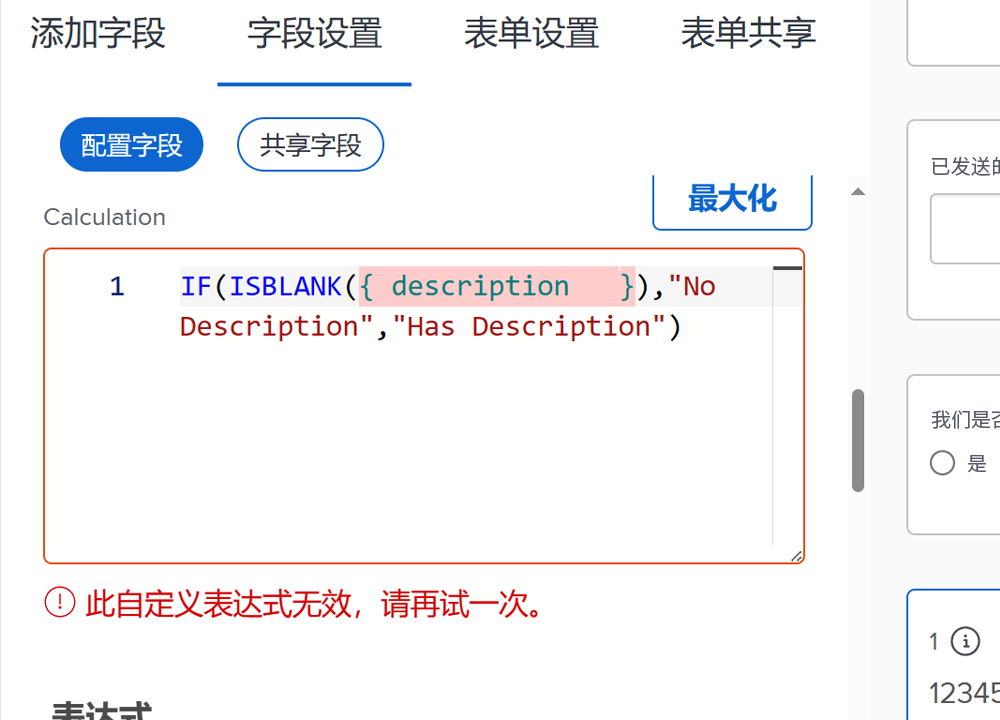 添加字段 字段设置 表单设置 表单共享
配置字段 共享字段
最大化
Calculation
1 IF(ISBLANK({ description   }),"No
Description","Has Description")
此自定义表达式无效，请再试一次。
表达式
已发送的
我们是否
是
1
12345